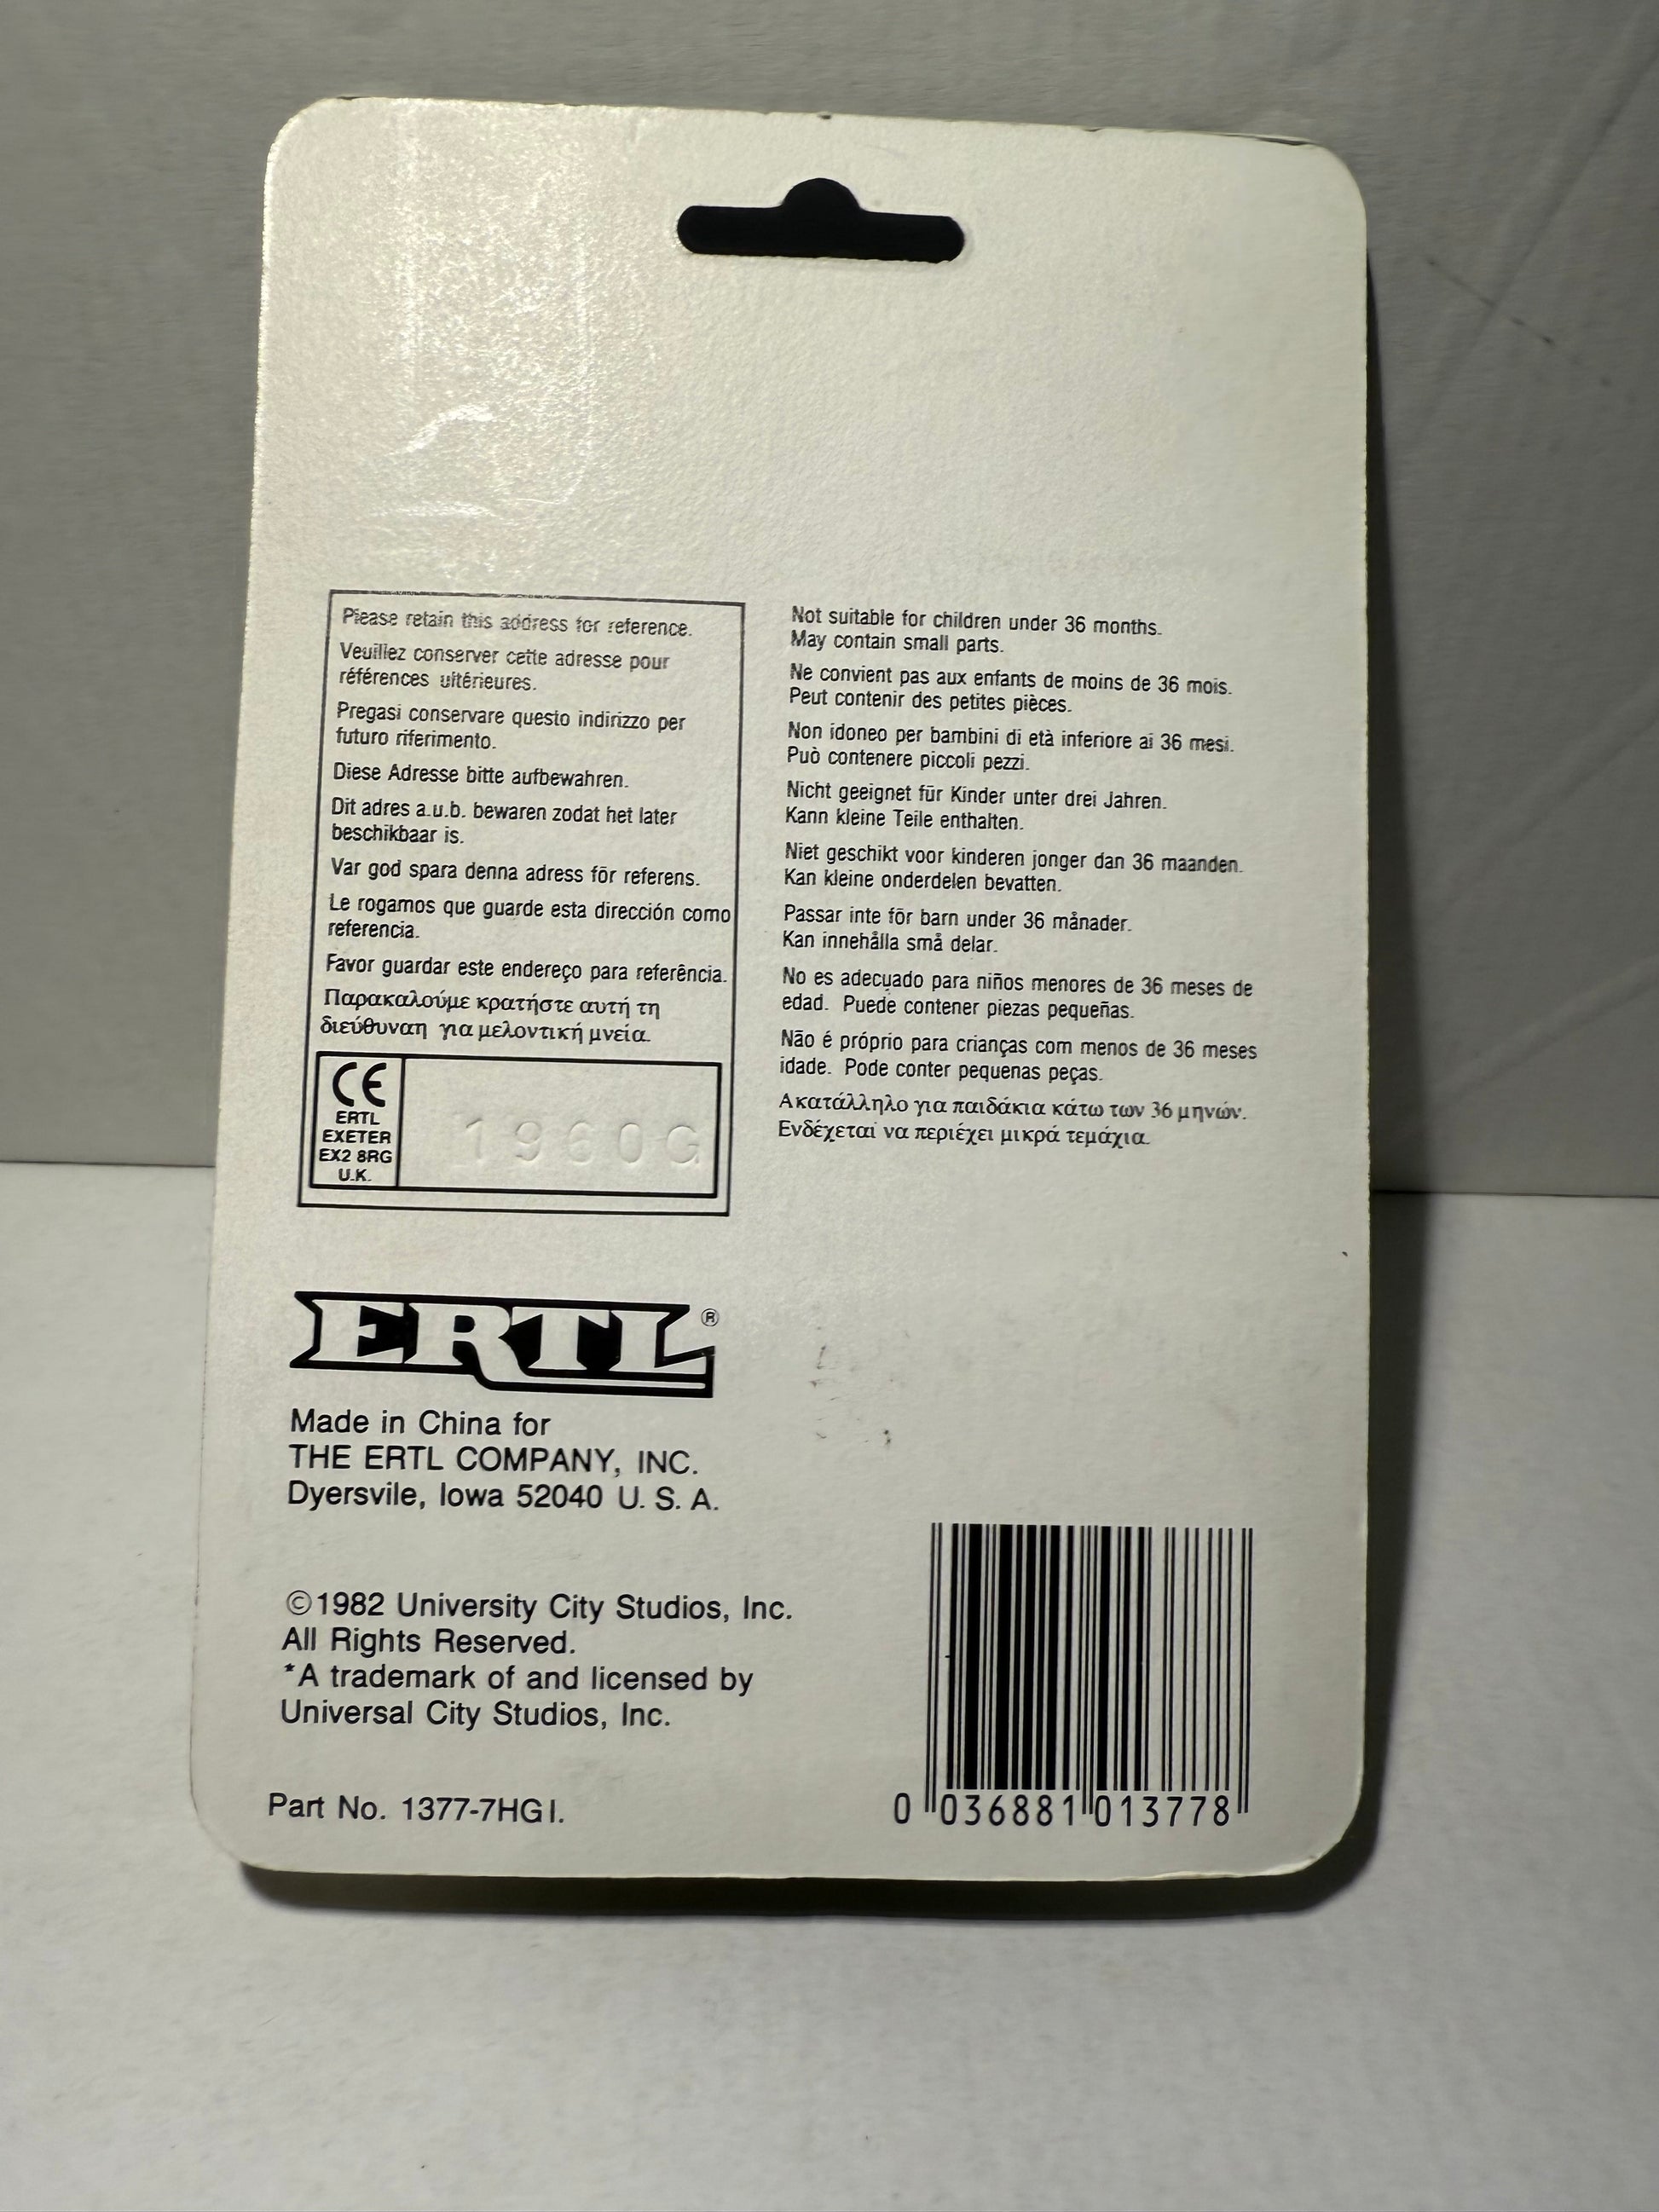 Please retain this address for reference.
Veuillez conserver cette adresse pour
références ultérieures.
Pregasi conservare questo indirizzo per
futuro riferimento.
Diese Adresse bitte aufbewahren.
Dit adres a.u.b. bewaren zodat het later
beschikbaar is.
Var god spara denna adress för referens.
Le rogamos que guarde esta dirección como
referencia.
Favor guardar este endereço para referência.
Παρακαλούμε κρατήστε αυτή τη
διεύθυναη για μελοντική μνεία.
CE
ERTL
EXETER
EX2 8RG
U.K.
1960G
Not suitable for children under 36 months.
May contain small parts.
Ne convient pas aux enfants de moins de 36 mois.
Peut contenir des petites pièces.
Non idoneo per bambini di età inferiore ai 36 mesi.
Può contenere piccoli pezzi.
Nicht geeignet für Kinder unter drei Jahren.
Kann kleine Teile enthalten.
Niet geschikt voor kinderen jonger dan 36 maanden.
Kan kleine onderdelen bevatten.
Passar inte för barn under 36 månader.
Kan innehålla små delar.
No es adecuado para niños menores de 36 meses de
edad. Puede contener piezas pequeñas.
Não é próprio para crianças com menos de 36 meses
idade. Pode conter pequenas peças.
Ακατάλληλο για παιδάκια κάτω των 36 μηνών.
Ενδέχεται να περιέχει μικρά τεμάχια.
ERTL®
Made in China for
THE ERTL COMPANY, INC.
Dyersvile, Iowa 52040 U. S. A.
©1982 University City Studios, Inc.
All Rights Reserved.
*A trademark of and licensed by
Universal City Studios, Inc.
Part No. 1377-7HG I.
0 036881 013778